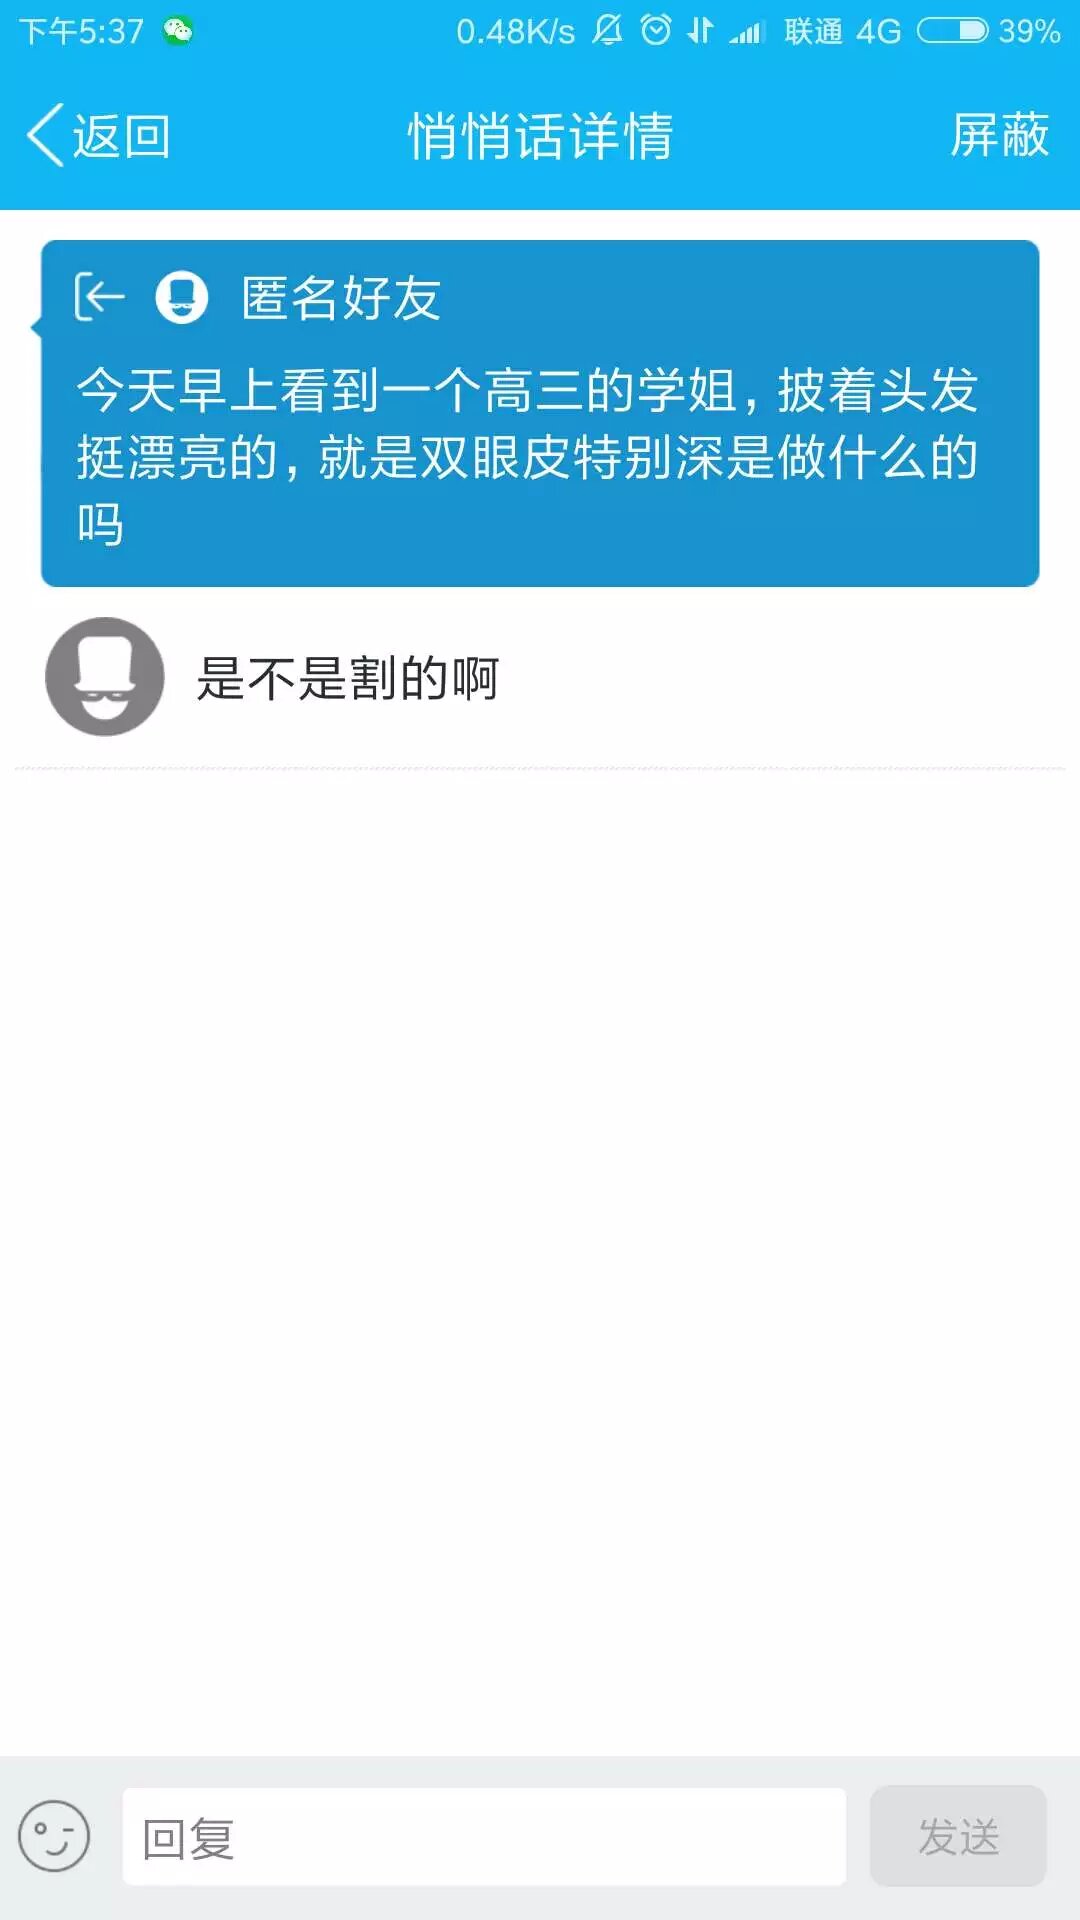 下午5:37 0.48K/s 联通 4G 39%
返回 悄悄话详情 屏蔽
匿名好友
今天早上看到一个高三的学姐，披着头发
挺漂亮的，就是双眼皮特别深是做什么的
吗
是不是割的啊
回复 发送